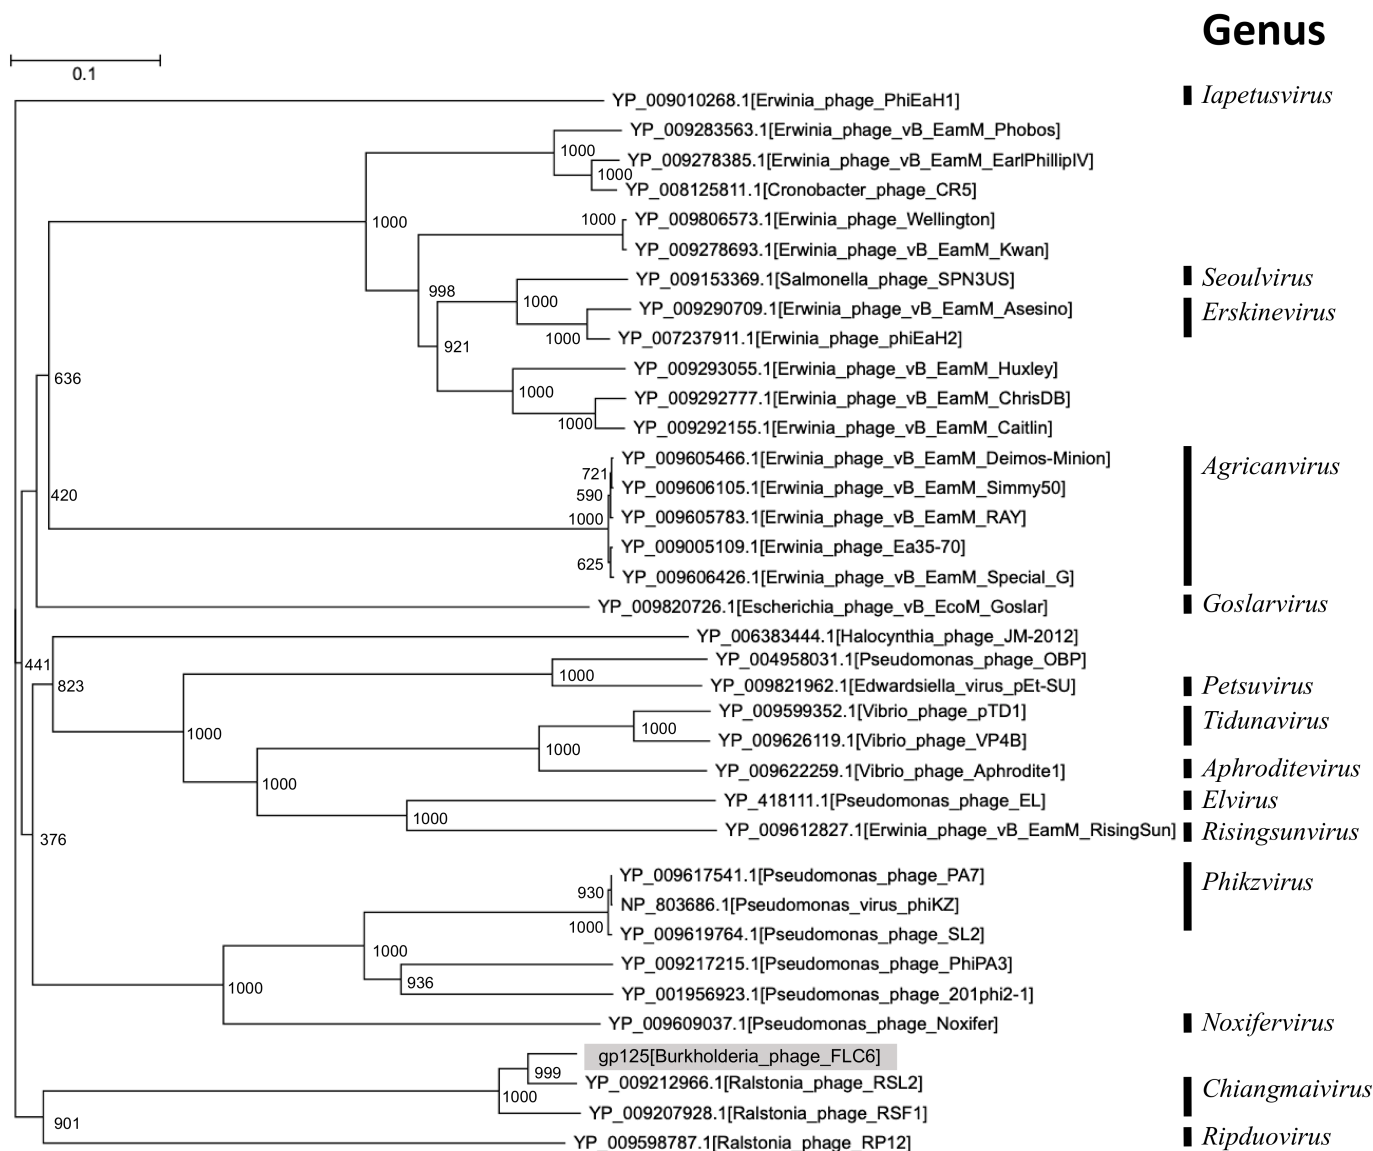 Genus
0.1
YP_009010268.1[Erwinia_phage_PhiEaH1] Iapetusvirus
YP_009283563.1[Erwinia_phage_vB_EamM_Phobos]
1000
YP_009278385.1[Erwinia_phage_vB_EamM_EarlPhillipIV]
1000
YP_008125811.1[Cronobacter_phage_CR5]
1000
1000 YP_009806573.1[Erwinia_phage_Wellington]
YP_009278693.1[Erwinia_phage_vB_EamM_Kwan]
YP_009153369.1[Salmonella_phage_SPN3US] Seoulvirus
998
1000
YP_009290709.1[Erwinia_phage_vB_EamM_Asesino] Erskinevirus
1000 YP_007237911.1[Erwinia_phage_phiEaH2]
921
YP_009293055.1[Erwinia_phage_vB_EamM_Huxley]
636
1000
YP_009292777.1[Erwinia_phage_vB_EamM_ChrisDB]
1000
YP_009292155.1[Erwinia_phage_vB_EamM_Caitlin]
YP_009605466.1[Erwinia_phage_vB_EamM_Deimos-Minion] Agricanvirus
721
YP_009606105.1[Erwinia_phage_vB_EamM_Simmy50]
420
590
1000 YP_009605783.1[Erwinia_phage_vB_EamM_RAY]
YP_009005109.1[Erwinia_phage_Ea35-70]
625
YP_009606426.1[Erwinia_phage_vB_EamM_Special_G]
YP_009820726.1[Escherichia_phage_vB_EcoM_Goslar] Goslarvirus
YP_006383444.1[Halocynthia_phage_JM-2012]
441
YP_004958031.1[Pseudomonas_phage_OBP]
1000
823
YP_009821962.1[Edwardsiella_virus_pEt-SU] Petsuvirus
YP_009599352.1[Vibrio_phage_pTD1] Tidunavirus
1000
1000
YP_009626119.1[Vibrio_phage_VP4B]
1000
YP_009622259.1[Vibrio_phage_Aphrodite1] Aphroditevirus
1000
YP_418111.1[Pseudomonas_phage_EL] Elvirus
1000
YP_009612827.1[Erwinia_phage_vB_EamM_RisingSun] Risingsunvirus
376
YP_009617541.1[Pseudomonas_phage_PA7] Phikzvirus
930
NP_803686.1[Pseudomonas_virus_phiKZ]
1000
YP_009619764.1[Pseudomonas_phage_SL2]
1000
YP_009217215.1[Pseudomonas_phage_PhiPA3]
936
1000
YP_001956923.1[Pseudomonas_phage_201phi2-1]
YP_009609037.1[Pseudomonas_phage_Noxifer] Noxifervirus
gp125[Burkholderia_phage_FLC6]
999
YP_009212966.1[Ralstonia_phage_RSL2] Chiangmaivirus
1000
YP_009207928.1[Ralstonia_phage_RSF1]
901
YP_009598787.1[Ralstonia_phage_RP12] Ripduovirus